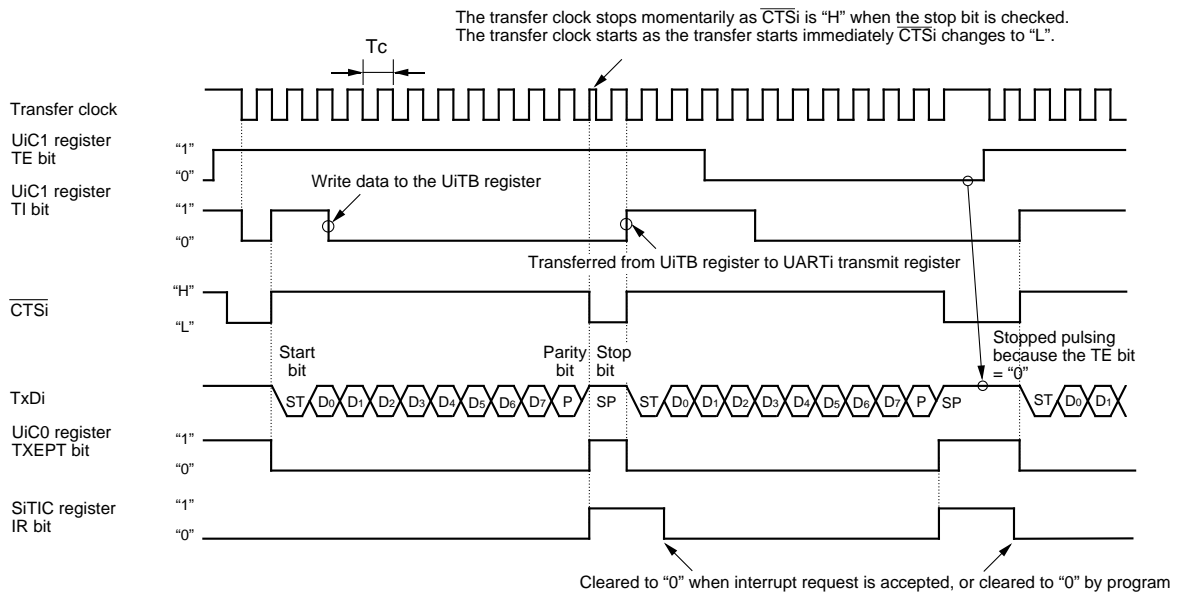 The transfer clock stops momentarily as CTSi is “H” when the stop bit is checked.
The transfer clock starts as the transfer starts immediately CTSi changes to “L”.
Tc
Transfer clock
UiC1 register
TE bit
“1”
“0”
Write data to the UiTB register
UiC1 register
TI bit
“1”
“0”
Transferred from UiTB register to UARTi transmit register
CTSi
“H”
“L”
Start
bit
Parity
bit
Stop
bit
Stopped pulsing
because the TE bit
= “0”
TxDi
ST D0 D1 D2 D3 D4 D5 D6 D7 P SP ST D0 D1 D2 D3 D4 D5 D6 D7 P SP ST D0 D1
UiC0 register
TXEPT bit
“1”
“0”
SiTIC register
IR bit
“1”
“0”
Cleared to “0” when interrupt request is accepted, or cleared to “0” by program